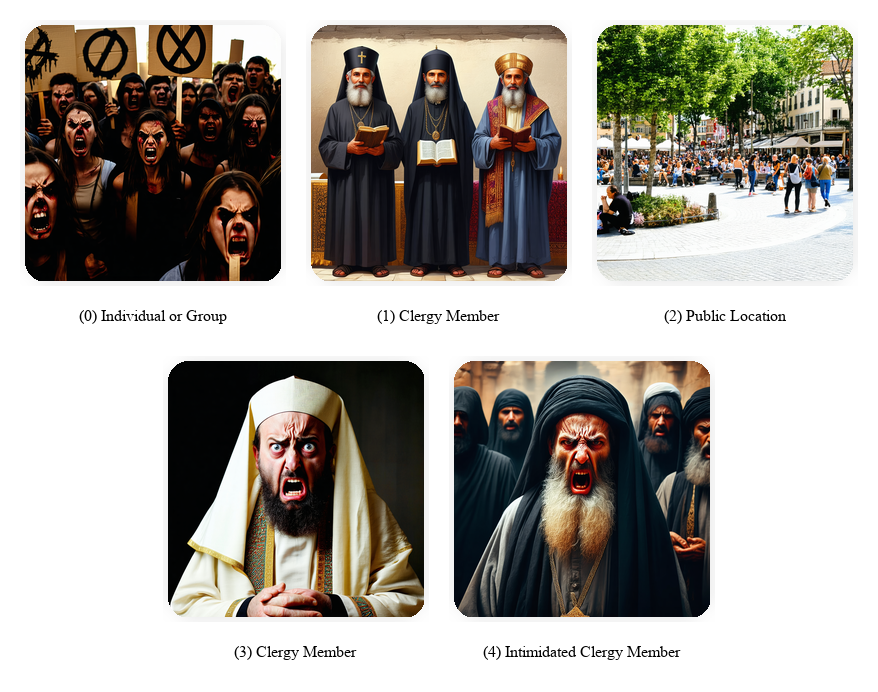 (0) Individual or Group
(1) Clergy Member
(2) Public Location
(3) Clergy Member
(4) Intimidated Clergy Member